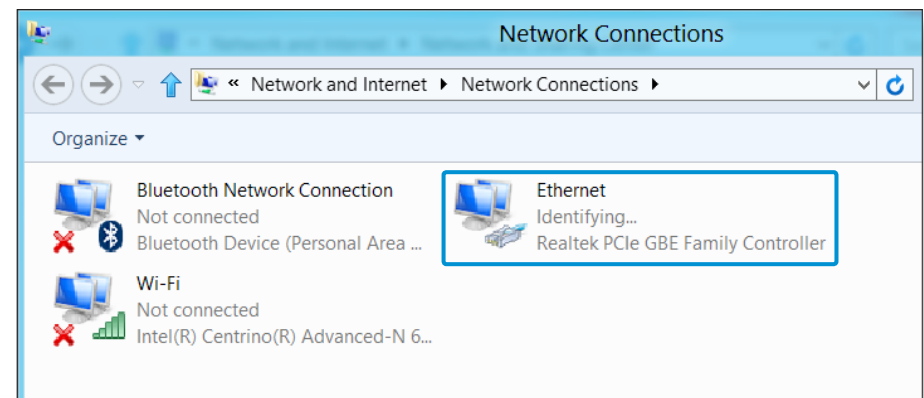 Network Connections
« Network and Internet Network Connections
Organize
Bluetooth Network Connection
Not connected
Bluetooth Device (Personal Area ...
Ethernet
Identifying...
Realtek PCIe GBE Family Controller
Wi-Fi
Not connected
Intel(R) Centrino(R) Advanced-N 6...